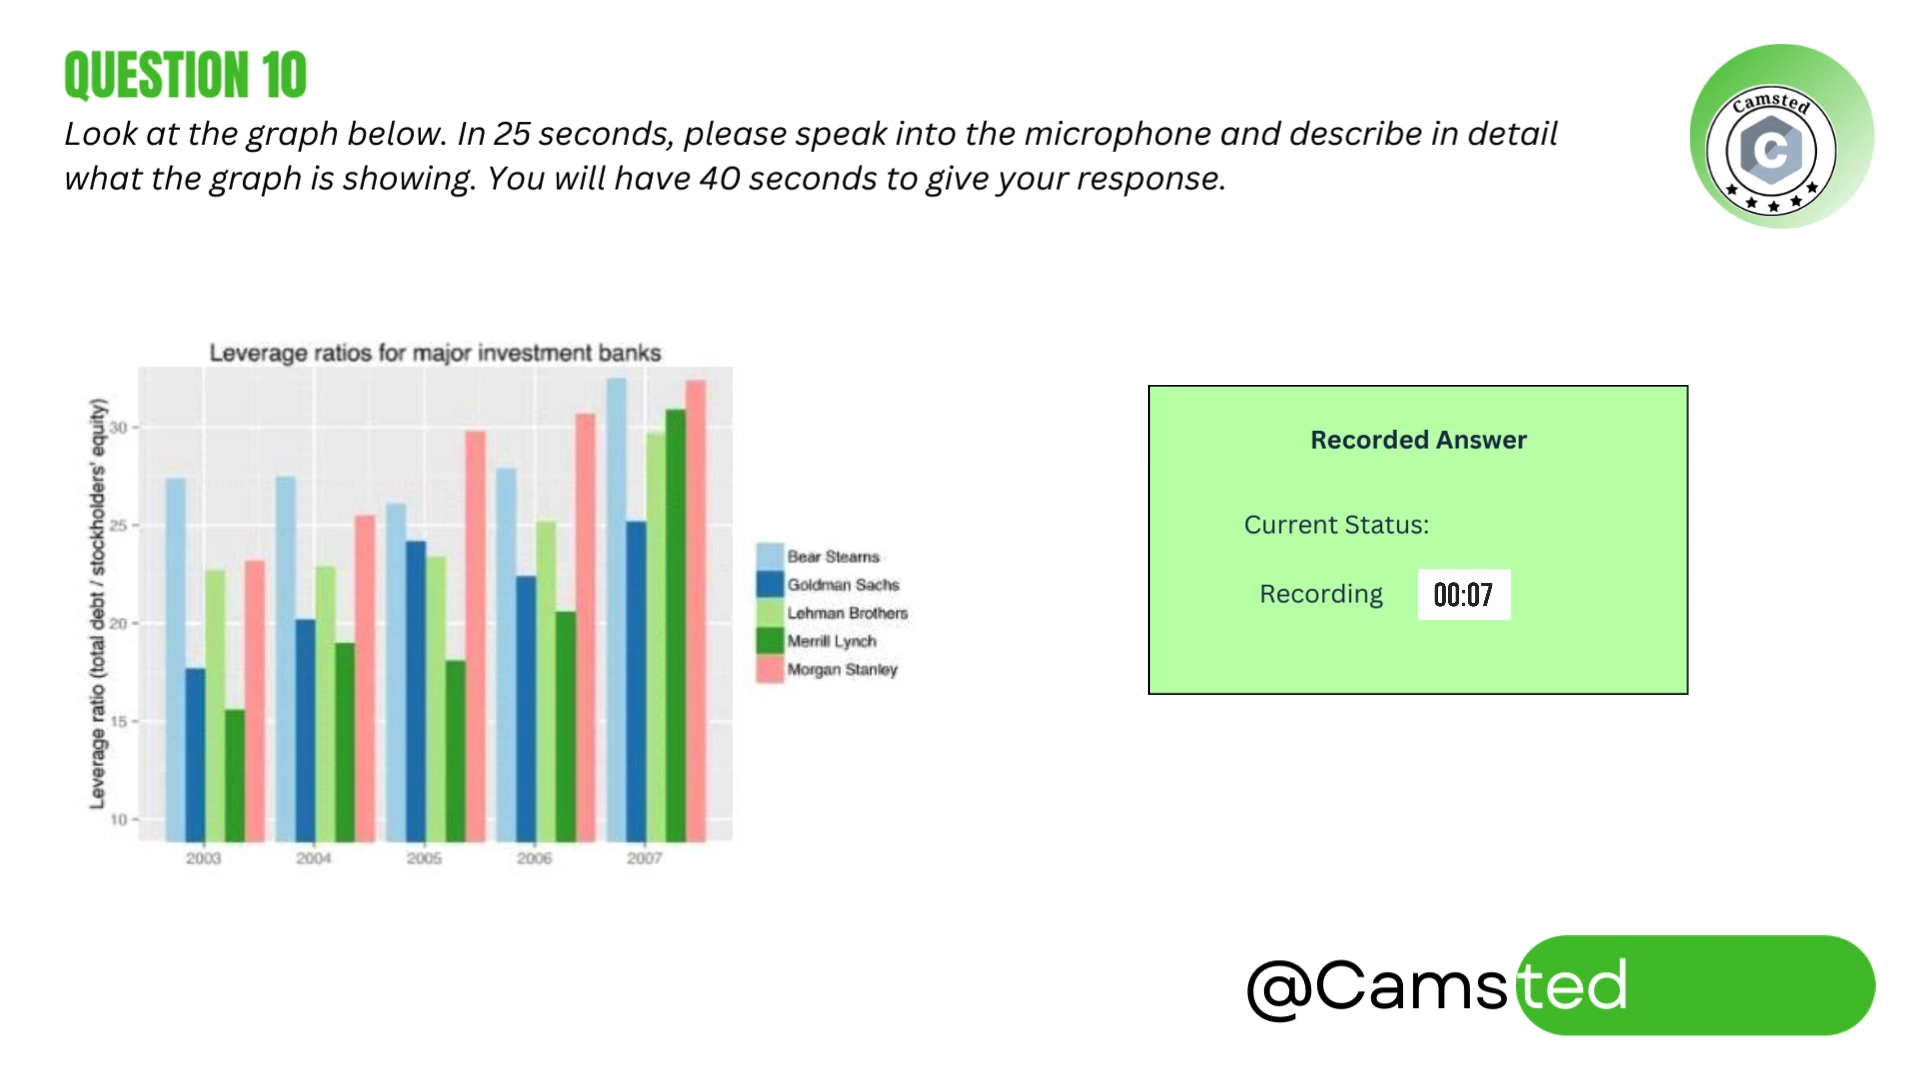 QUESTION 10
Look at the graph below. In 25 seconds, please speak into the microphone and describe in detail
what the graph is showing. You will have 40 seconds to give your response.
Camsted
C
Leverage ratios for major investment banks
Leverage ratio (total debt / stockholders' equity)
30
25
20
15
10
2003 2004 2005 2006 2007
Bear Stearns
Goldman Sachs
Lehman Brothers
Merrill Lynch
Morgan Stanley
Recorded Answer
Current Status:
Recording 00:07
@Camsted